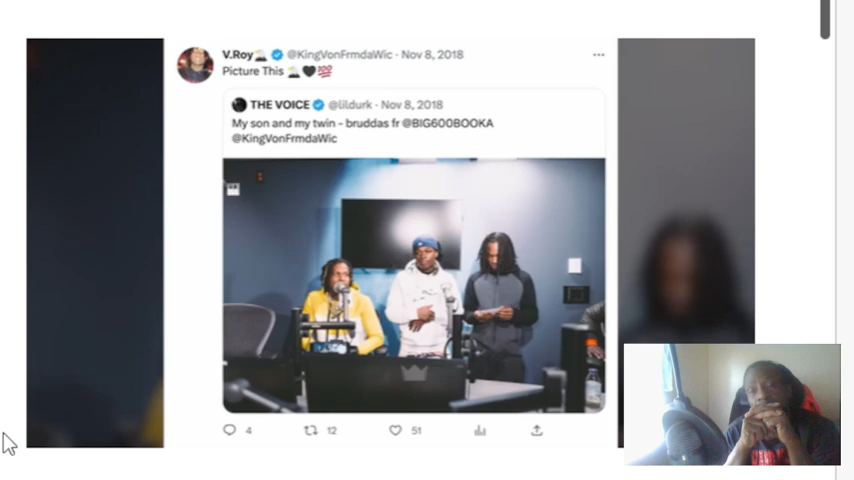 V.Roy @KingVonFrmdaWic · Nov 8, 2018
Picture This 🖤💯
THE VOICE @lildurk · Nov 8, 2018
My son and my twin - bruddas fr @BIG600BOOKA
@KingVonFrmdaWic
4 12 51